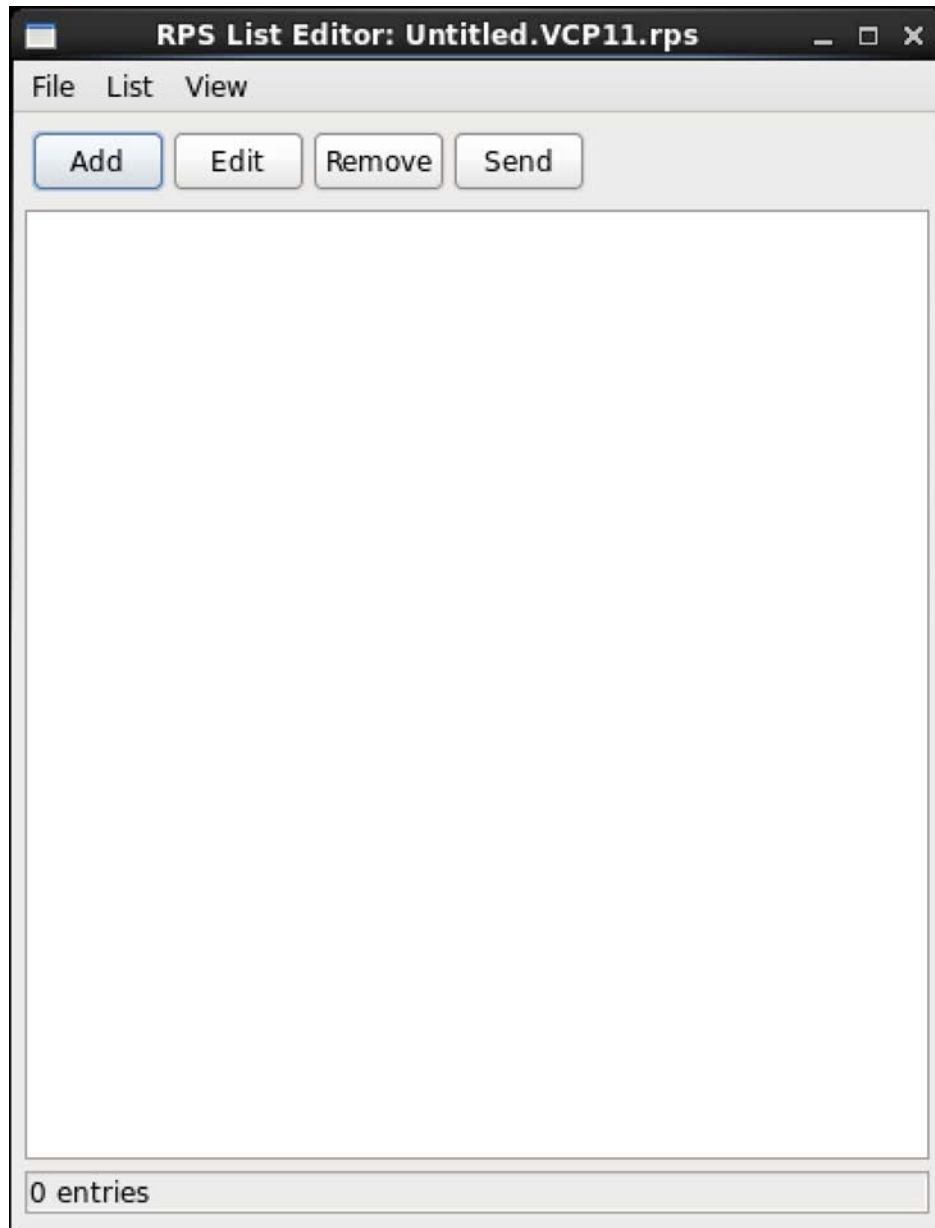 RPS List Editor: Untitled.VCP11.rps
File List View
Add Edit Remove Send
0 entries